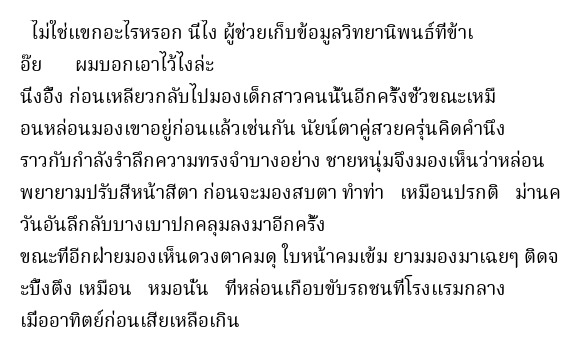 ไม่ใช่แขกอะไรหรอก นี่ไง ผู้ช่วยเก็บข้อมูลวิทยานิพนธ์ที่ข้าเ
อ๊ย ผมบอกเอาไว้ไงล่ะ
นึ่งอึ้ง ก่อนเหลียวกลับไปมองเด็กสาวคนนั้นอีกครั้งชั่วขณะเหมื
อนหล่อนมองเขาอยู่ก่อนแล้วเช่นกัน นัยน์ตาคู่สวยครุ่นคิดคำนึง
ราวกับกำลังรำลึกความทรงจำบางอย่าง ชายหนุ่มจึงมองเห็นว่าหล่อน
พยายามปรับสีหน้าสีตา ก่อนจะมองสบตา ทำท่า เหมือนปรกติ ม่านค
วันอันลึกลับบางเบาปกคลุมลงมาอีกครั้ง
ขณะที่อีกฝ่ายมองเห็นดวงตาคมดุ ใบหน้าคมเข้ม ยามมองมาเฉยๆ ติดจ
ะบึ้งตึง เหมือน หมอนั่น ที่หล่อนเกือบขับรถชนที่โรงแรมกลาง
เมื่ออาทิตย์ก่อนเสียเหลือเกิน